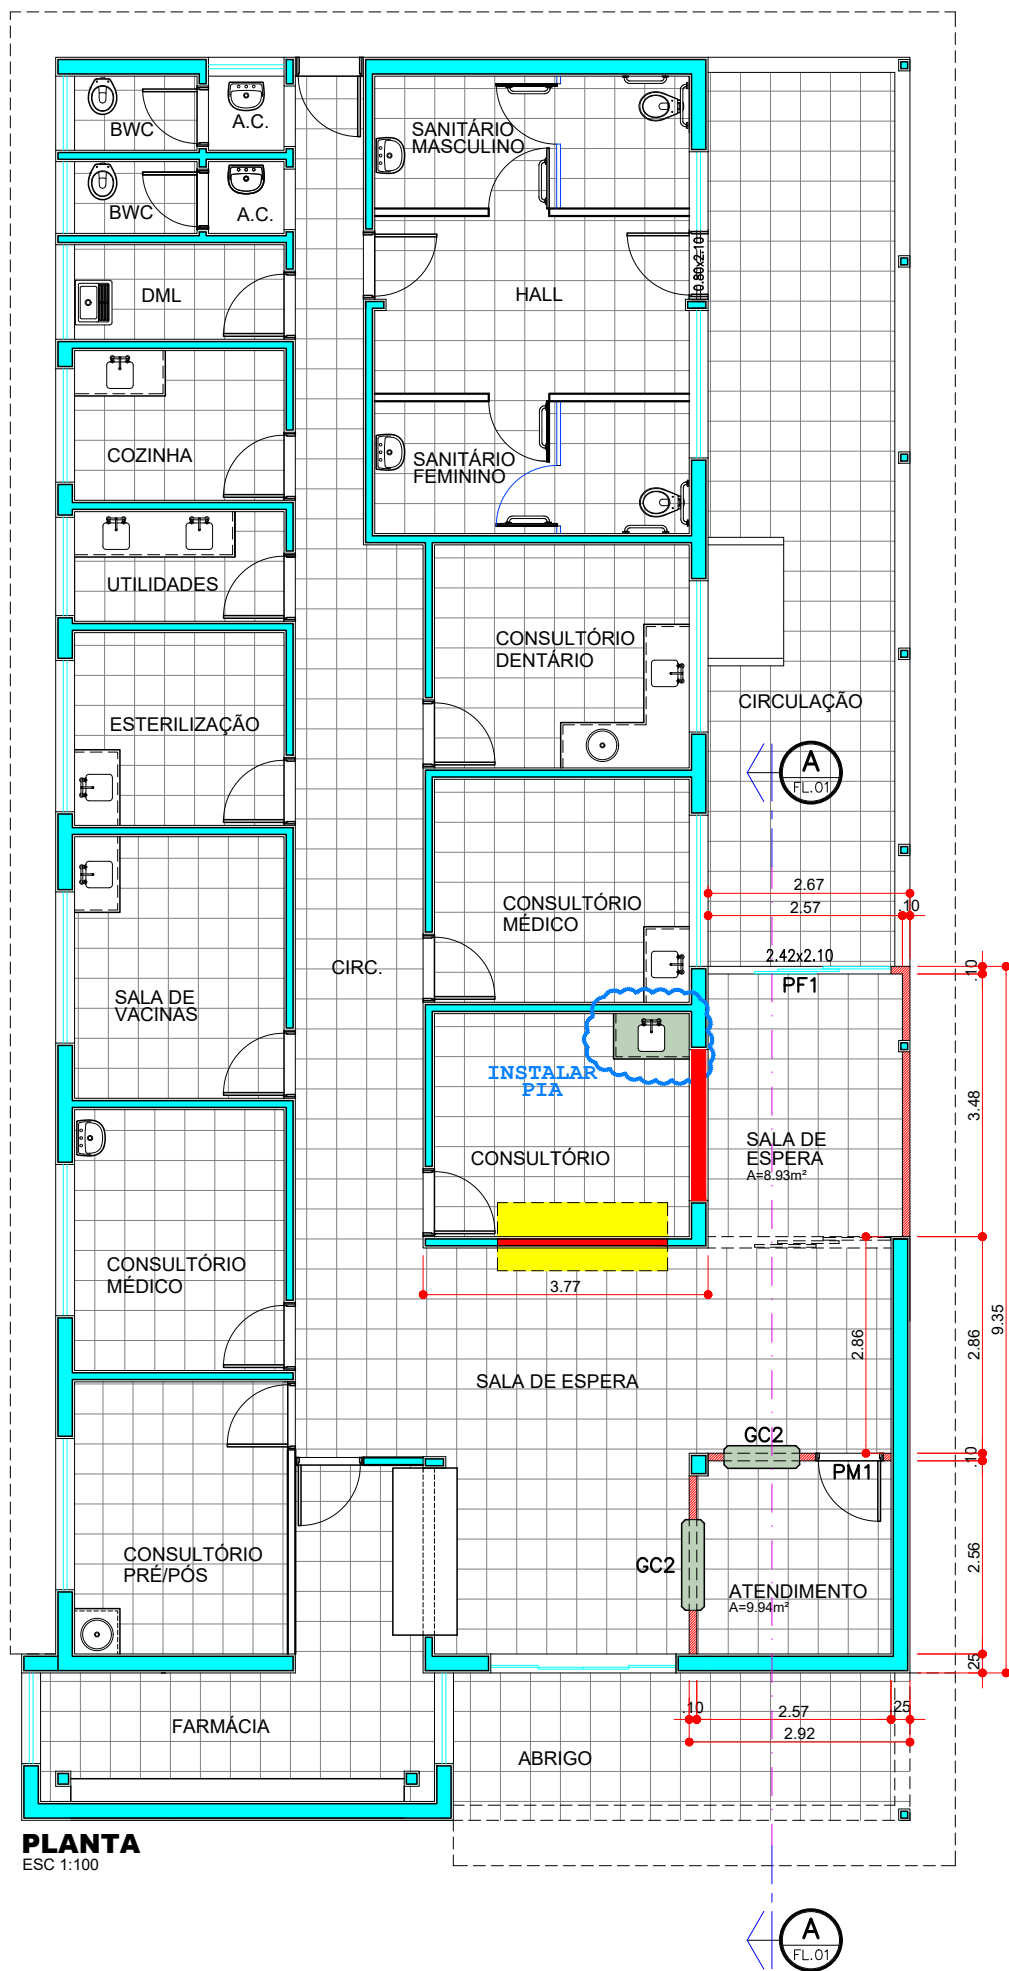 BWC
A.C.
SANITÁRIO
MASCULINO
BWC
A.C.
0.80x2.10
DML
HALL
COZINHA
SANITÁRIO
FEMININO
UTILIDADES
CONSULTÓRIO
DENTÁRIO
ESTERILIZAÇÃO
CIRCULAÇÃO
A
FL.01
2.67
2.57
.10
CONSULTÓRIO
MÉDICO
2.42x2.10
PF1
.10
CIRC.
SALA DE
VACINAS
INSTALAR
PIA
3.48
SALA DE
ESPERA
A=8.93m²
CONSULTÓRIO
CONSULTÓRIO
MÉDICO
3.77
2.86
2.86
9.35
SALA DE ESPERA
GC2
PM1
.10
CONSULTÓRIO
PRÉ/PÓS
GC2
ATENDIMENTO
A=9.94m²
2.56
.25
FARMÁCIA
.10
2.57
.25
2.92
ABRIGO
PLANTA
ESC 1:100
A
FL.01